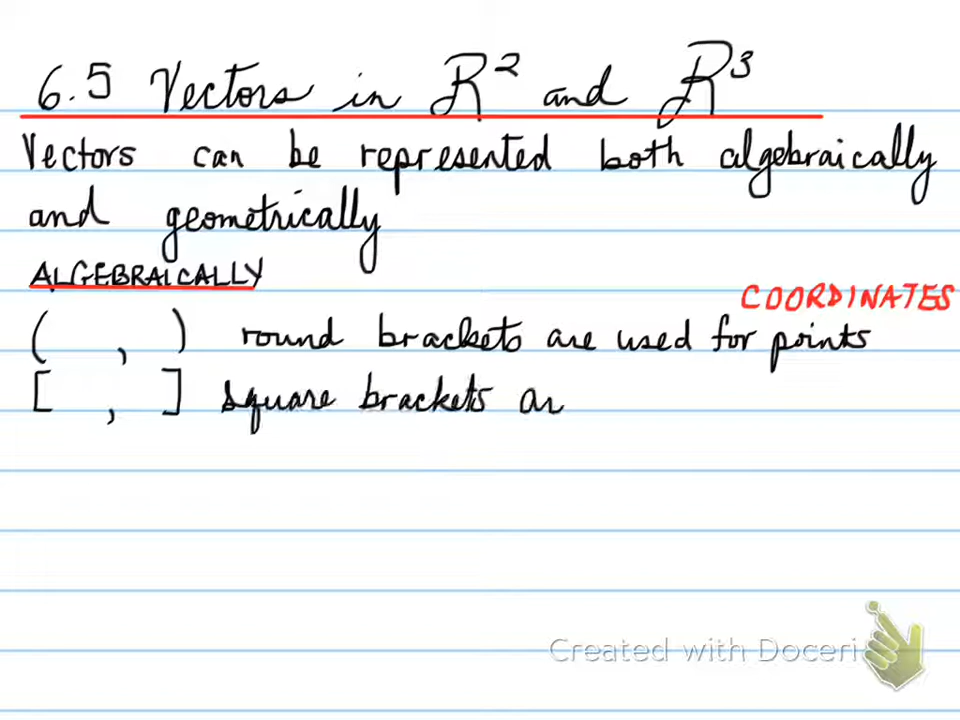 6.5 Vectors in R² and R³
Vectors can be represented both algebraically
and geometrically
ALGEBRAICALLY
COORDINATES
( , ) round brackets are used for points
[ , ] square brackets ar
Created with Doceri